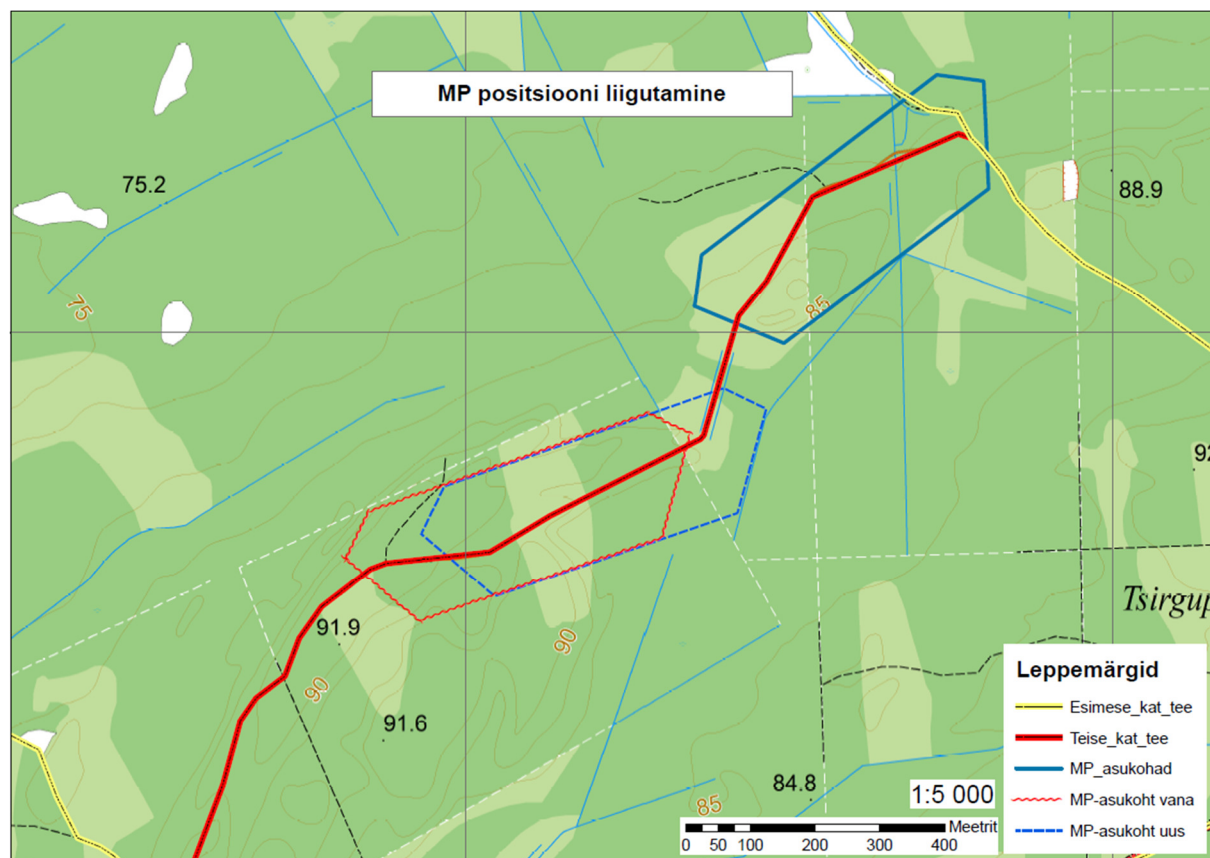 MP positsiooni liigutamine
75.2
88.9
75
85
90
91.9
90
91.6
84.8
85
Leppemärgid
Esimese_kat_tee
Teise_kat_tee
MP_asukohad
MP-asukoht vana
MP-asukoht uus
1:5 000
Meetrit
0 50 100 200 300 400